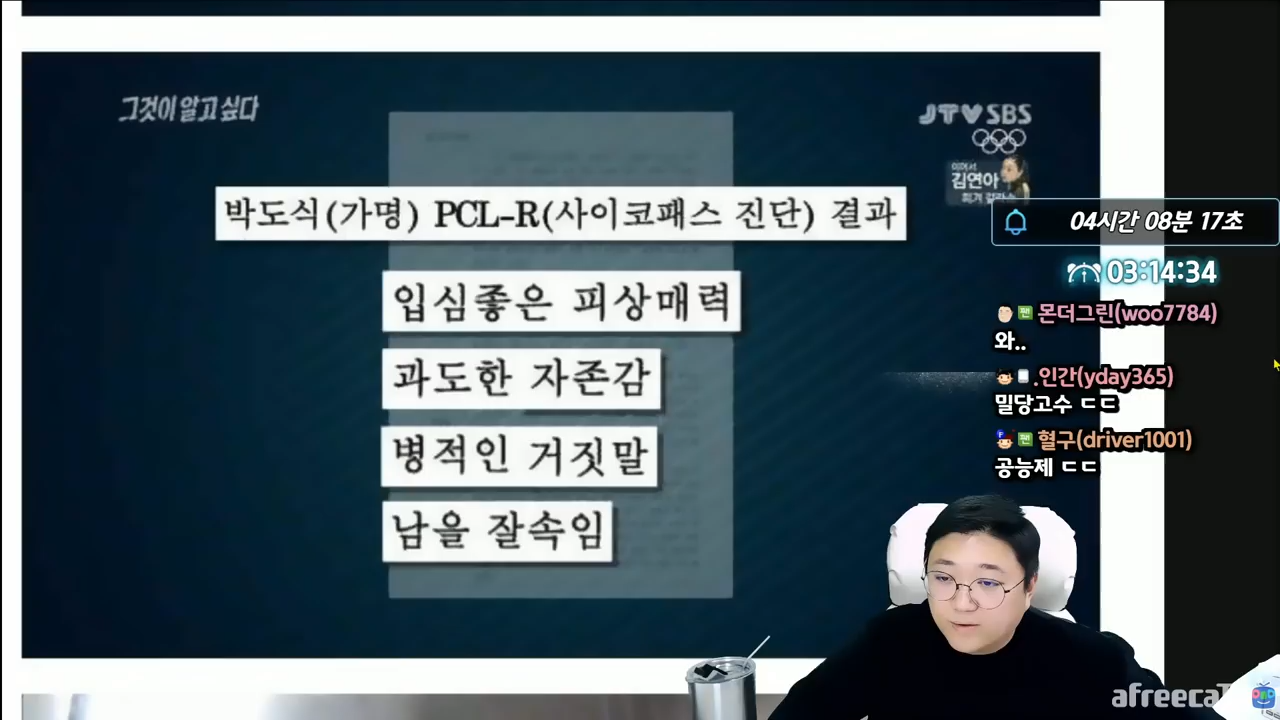 그것이 알고싶다
JTV SBS
이어서
김연아
박도식(가명) PCL-R(사이코패스 진단) 결과
입심좋은 피상매력
과도한 자존감
병적인 거짓말
남을 잘속임
04시간 08분 17초
03:14:34
몬더그린(woo7784)
와..
.인간(yday365)
밀당고수 ㄷㄷ
혈구(driver1001)
공능제 ㄷㄷ
afreeca